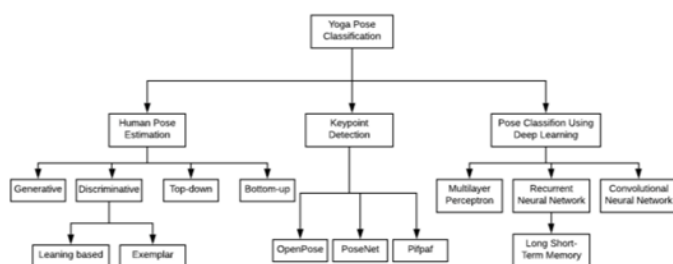 Yoga Pose
Classification
Human Pose
Estimation
Keypoint
Detection
Pose Classifion Using
Deep Learning
Generative
Discriminative
Top-down
Bottom-up
Multilayer
Perceptron
Recurrent
Neural Network
Convolutional
Neural Network
Leaning based
Exemplar
OpenPose
PoseNet
Pifpaf
Long Short-
Term Memory